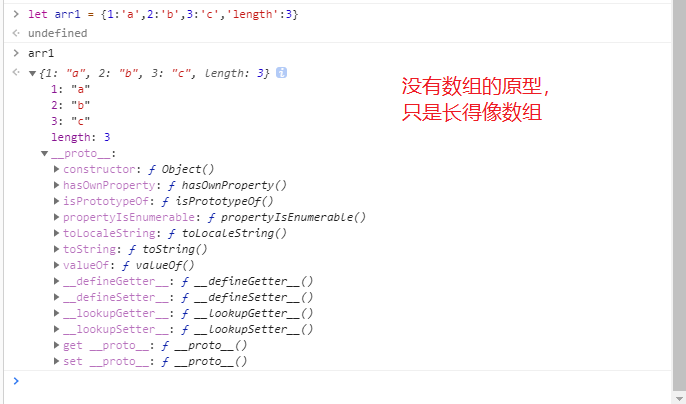 let arr1 = {1:'a',2:'b',3:'c','length':3}
undefined
arr1
{1: "a", 2: "b", 3: "c", length: 3}
没有数组的原型,
只是长得像数组
1: "a"
2: "b"
3: "c"
length: 3
__proto__:
constructor: ƒ Object()
hasOwnProperty: ƒ hasOwnProperty()
isPrototypeOf: ƒ isPrototypeOf()
propertyIsEnumerable: ƒ propertyIsEnumerable()
toLocaleString: ƒ toLocaleString()
toString: ƒ toString()
valueOf: ƒ valueOf()
__defineGetter__: ƒ __defineGetter__()
__defineSetter__: ƒ __defineSetter__()
__lookupGetter__: ƒ __lookupGetter__()
__lookupSetter__: ƒ __lookupSetter__()
get __proto__: ƒ __proto__()
set __proto__: ƒ __proto__()